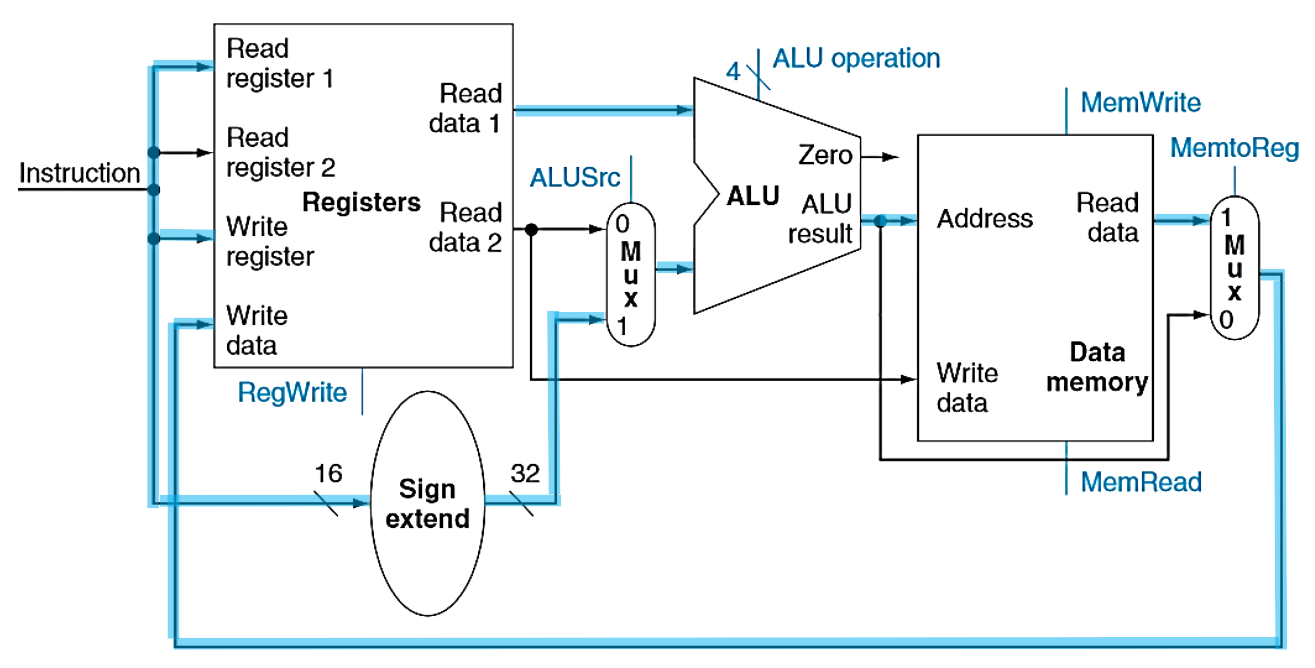 Read
register 1
Read
register 2
Write
register
Write
data
Registers
Read
data 1
Read
data 2
Instruction
RegWrite
16
Sign
extend
32
ALUSrc
0
M
u
x
1
4
ALU operation
Zero
ALU
ALU
result
MemWrite
Address
Read
data
Write
data
Data
memory
MemRead
MemtoReg
1
M
u
x
0